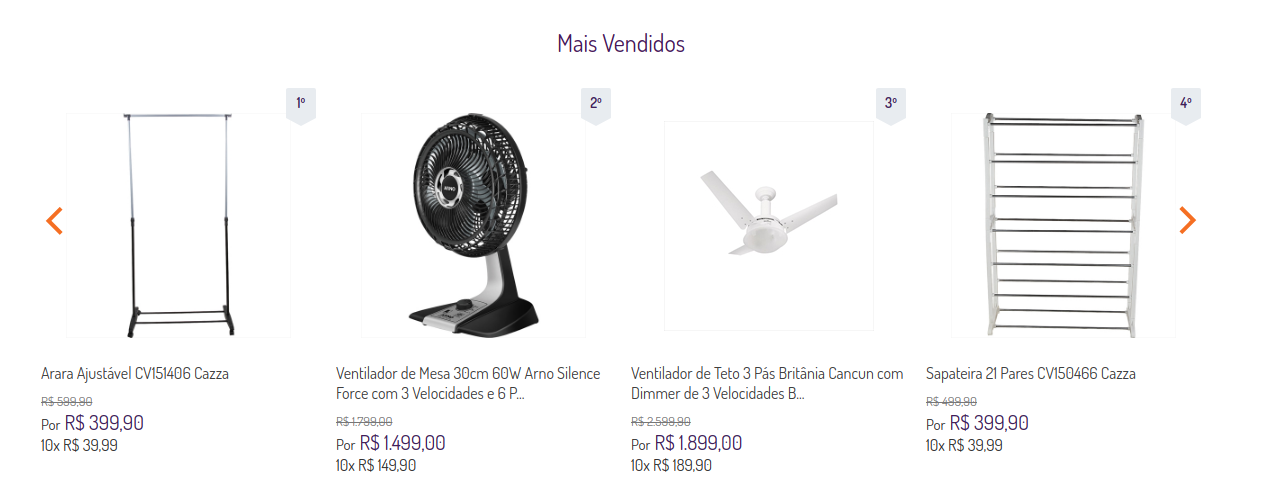 Mais Vendidos
1º
2º
3º
4º
ARNO
Arara Ajustável CV151406 Cazza
R$ 599,90
Por R$ 399,90
10x R$ 39,99
Ventilador de Mesa 30cm 60W Arno Silence
Force com 3 Velocidades e 6 P...
R$ 1.799,00
Por R$ 1.499,00
10x R$ 149,90
Ventilador de Teto 3 Pás Britânia Cancun com
Dimmer de 3 Velocidades B...
R$ 2.599,90
Por R$ 1.899,00
10x R$ 189,90
Sapateira 21 Pares CV150466 Cazza
R$ 499,90
Por R$ 399,90
10x R$ 39,99